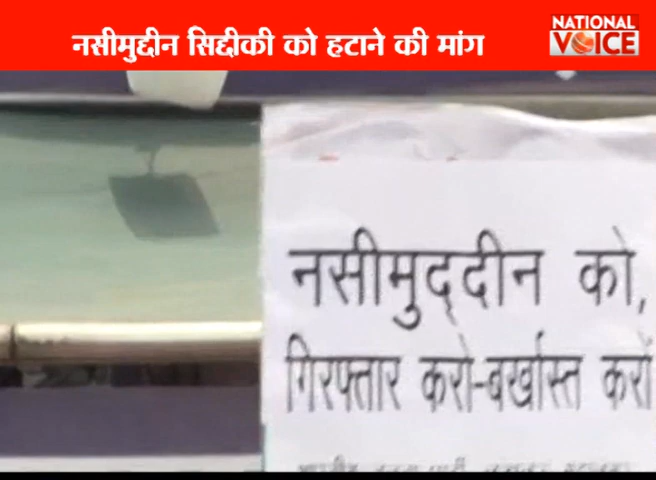 नसीमुद्दीन सिद्दीकी को हटाने की मांग
NATIONAL
VOICE
नसीमुद्दीन को,
गिरफ्तार करो-बर्खास्त करों